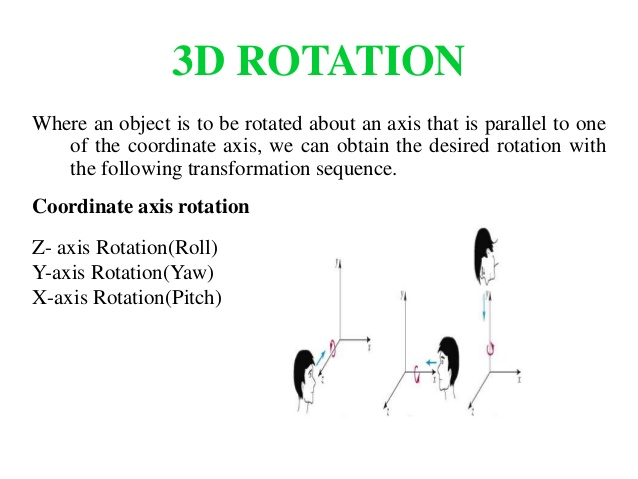 3D ROTATION
Where an object is to be rotated about an axis that is parallel to one
of the coordinate axis, we can obtain the desired rotation with
the following transformation sequence.
Coordinate axis rotation
Z- axis Rotation(Roll)
Y-axis Rotation(Yaw)
X-axis Rotation(Pitch)
y
x
z
y
x
z
y
x
z